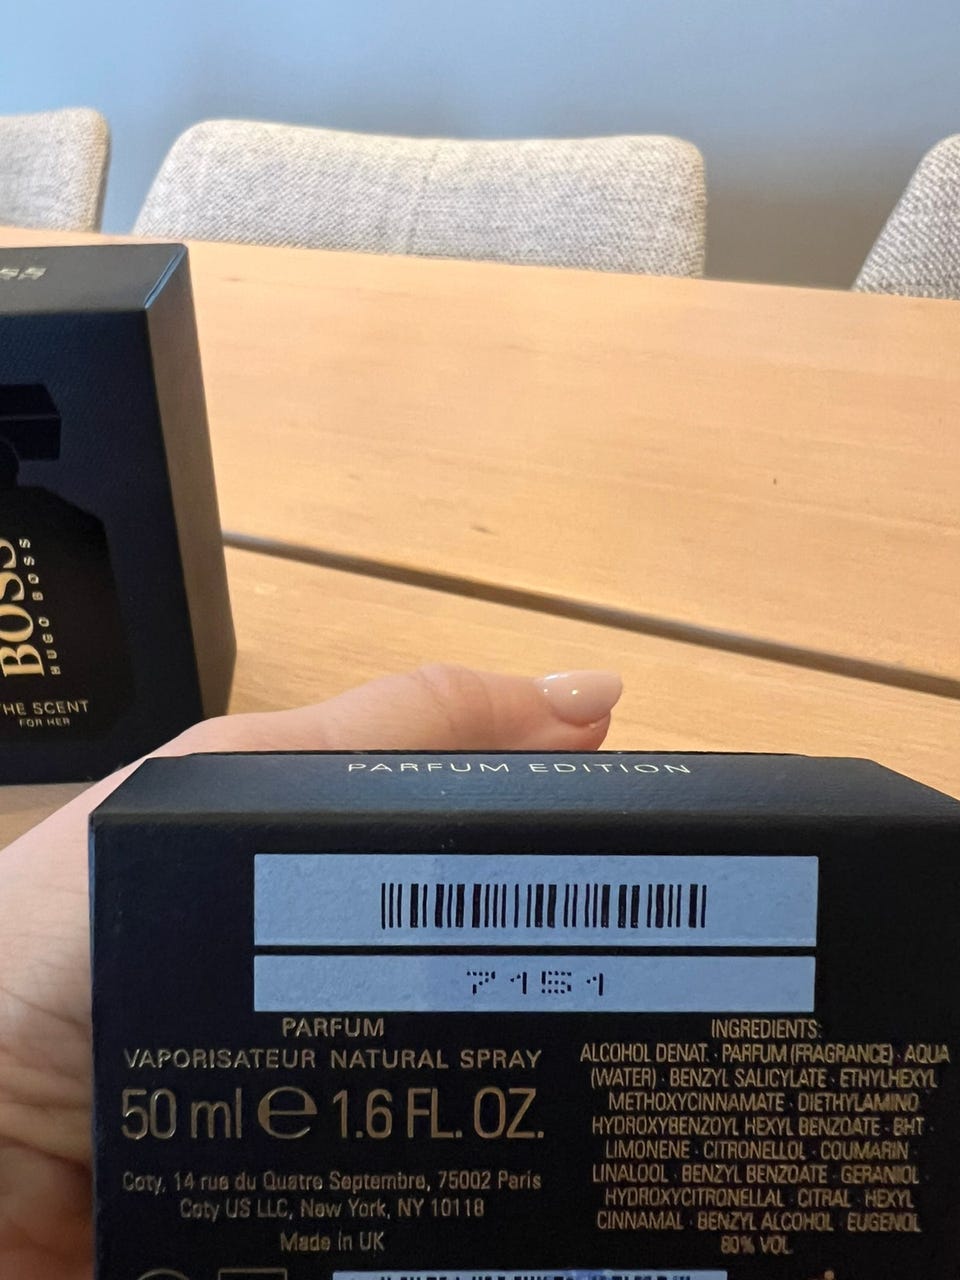 BOSS
HUGO BOSS
THE SCENT
FOR HER
PARFUM EDITION
7151
PARFUM
VAPORISATEUR NATURAL SPRAY
50 ml e 1.6 FL. OZ.
Coty, 14 rue du Quatre Septembre, 75002 Paris
Coty US LLC, New York, NY 10118
Made in UK
INGREDIENTS:
ALCOHOL DENAT. · PARFUM (FRAGRANCE) · AQUA
(WATER) · BENZYL SALICYLATE · ETHYLHEXYL
METHOXYCINNAMATE · DIETHYLAMINO
HYDROXYBENZOYL HEXYL BENZOATE · BHT ·
LIMONENE · CITRONELLOL · COUMARIN ·
LINALOOL · BENZYL BENZOATE · GERANIOL ·
HYDROXYCITRONELLAL · CITRAL · HEXYL
CINNAMAL · BENZYL ALCOHOL · EUGENOL
80% VOL